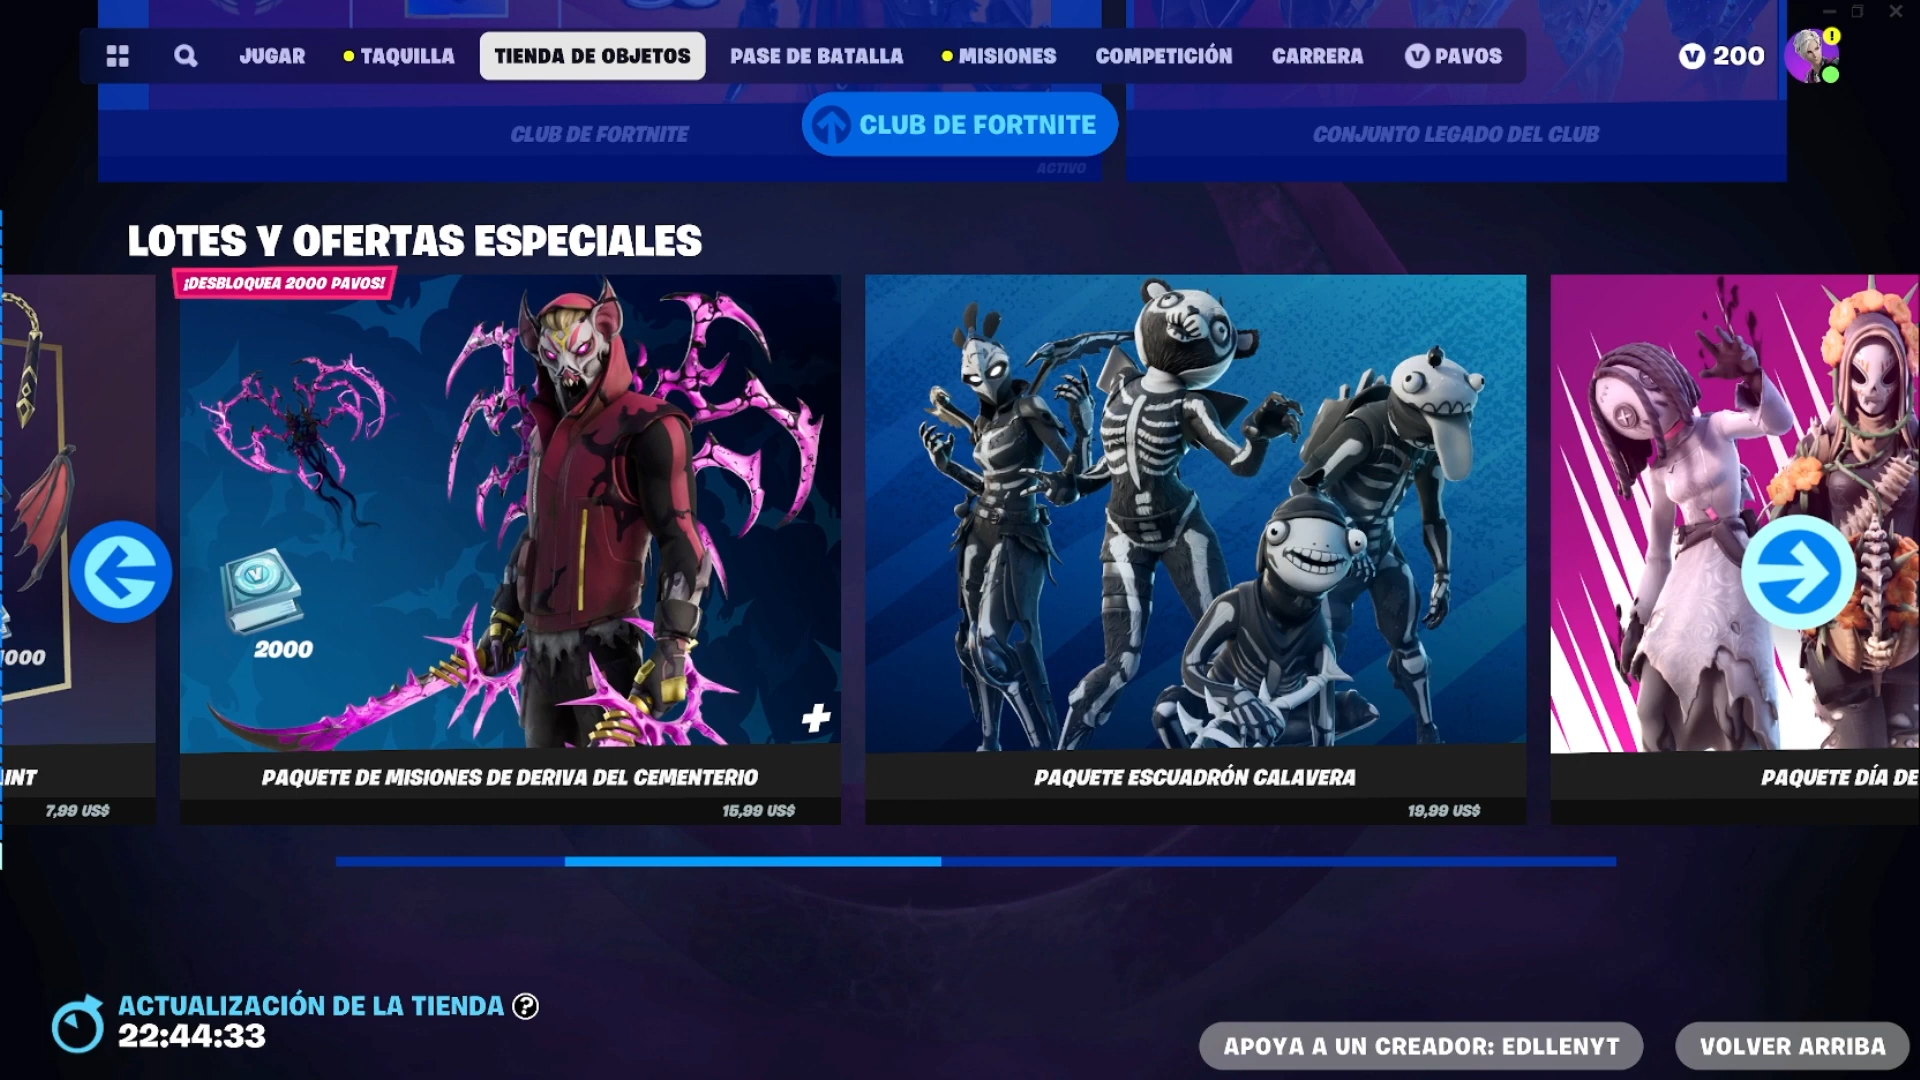 JUGAR
TAQUILLA
TIENDA DE OBJETOS
PASE DE BATALLA
MISIONES
COMPETICIÓN
CARRERA
PAVOS
200
CLUB DE FORTNITE
CLUB DE FORTNITE
CONJUNTO LEGADO DEL CLUB
ACTIVO
LOTES Y OFERTAS ESPECIALES
¡DESBLOQUEA 2000 PAVOS!
2000
1000
INT
7,99 US$
PAQUETE DE MISIONES DE DERIVA DEL CEMENTERIO
15,99 US$
PAQUETE ESCUADRÓN CALAVERA
19,99 US$
PAQUETE DÍA DE
ACTUALIZACIÓN DE LA TIENDA ?
22:44:33
APOYA A UN CREADOR: EDLLENYT
VOLVER ARRIBA